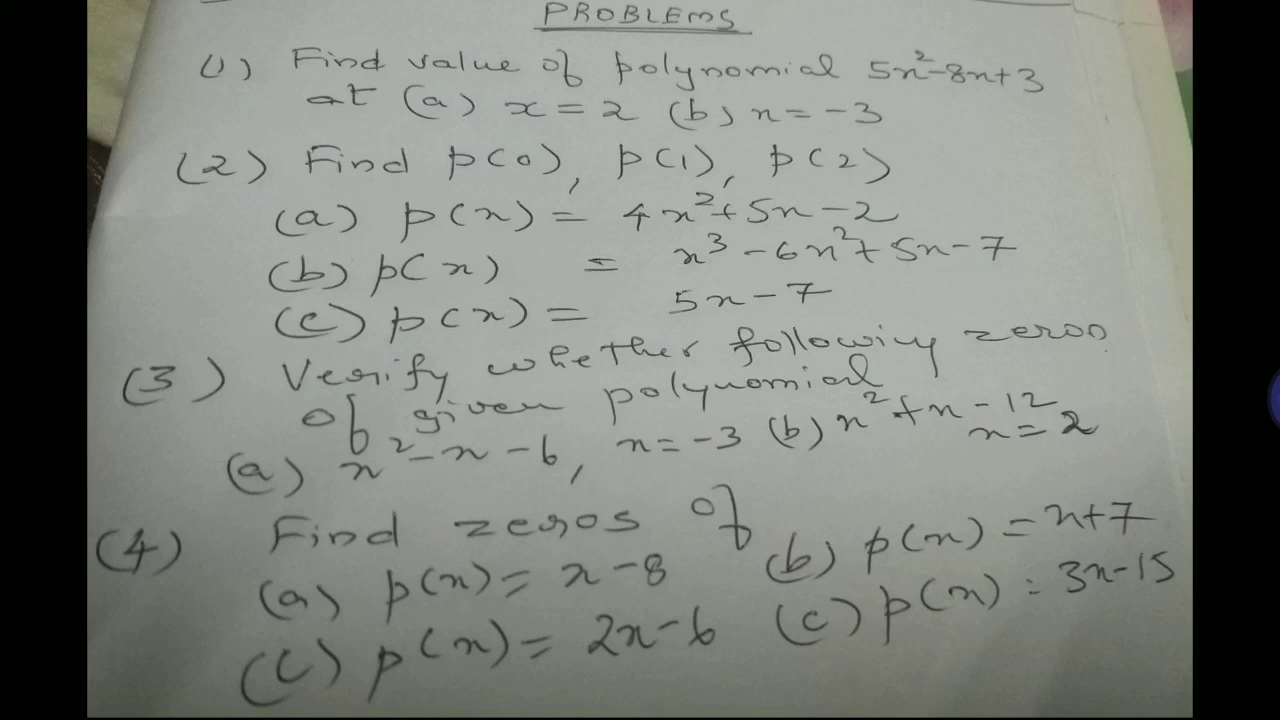 PROBLEMS
(1) Find value of polynomial 5x²-8x+3
at (a) x = 2 (b) x = -3
(2) Find p(0), p(1), p(2)
(a) p(x) = 4x²+5x-2
(b) p(x) = x³-6x²+5x-7
(c) p(x) = 5x-7
(3) Verify whether following zeros
of given polynomial
(a) x²-x-6, x=-3 (b) x²+x-12
x=2
(4) Find zeros of
(a) p(x) = x-8 (b) p(x) = x+7
(c) p(x) = 2x-6 (c) p(x) : 3x-15